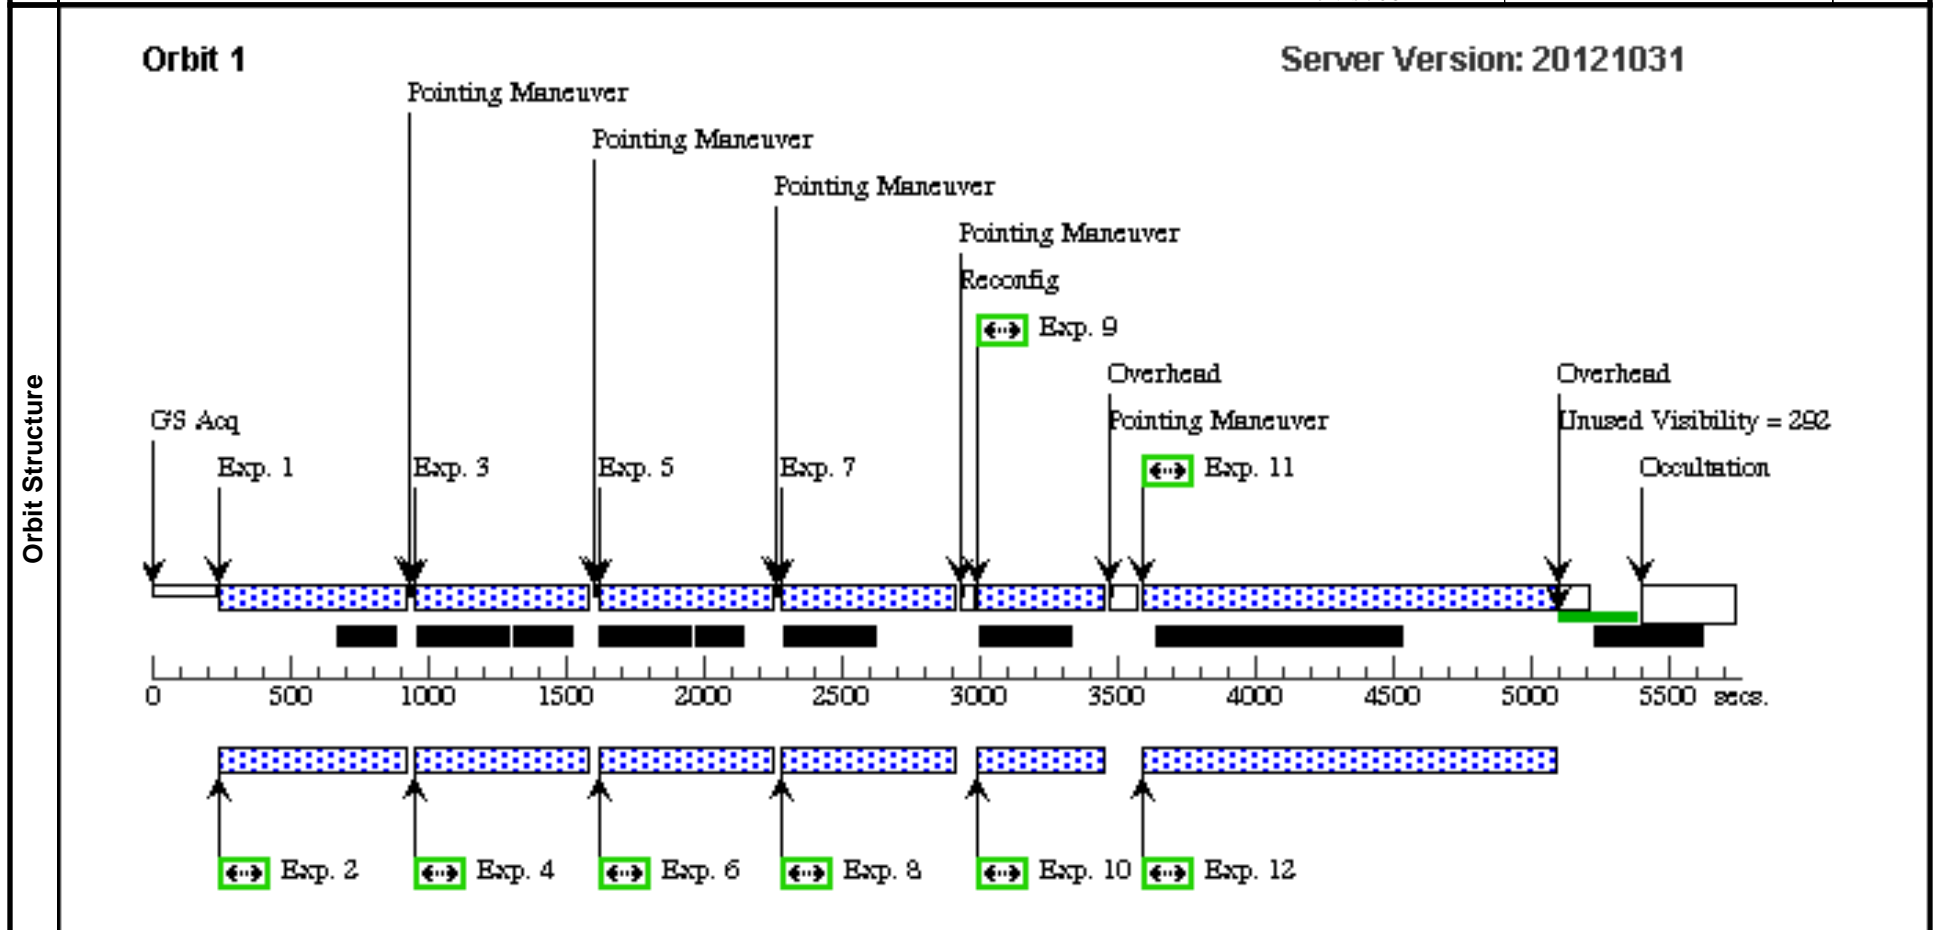 Orbit 1 Server Version: 20121031
Pointing Maneuver
Pointing Maneuver
Pointing Maneuver
Pointing Maneuver
Reconfig
Exp. 9
Overhead Overhead
GS Acq Pointing Maneuver Unused Visibility = 292
Exp. 1 Exp. 3 Exp. 5 Exp. 7 Exp. 11 Occultation
Orbit Structure
0 500 1000 1500 2000 2500 3000 3500 4000 4500 5000 5500 secs.
Exp. 2 Exp. 4 Exp. 6 Exp. 8 Exp. 10 Exp. 12